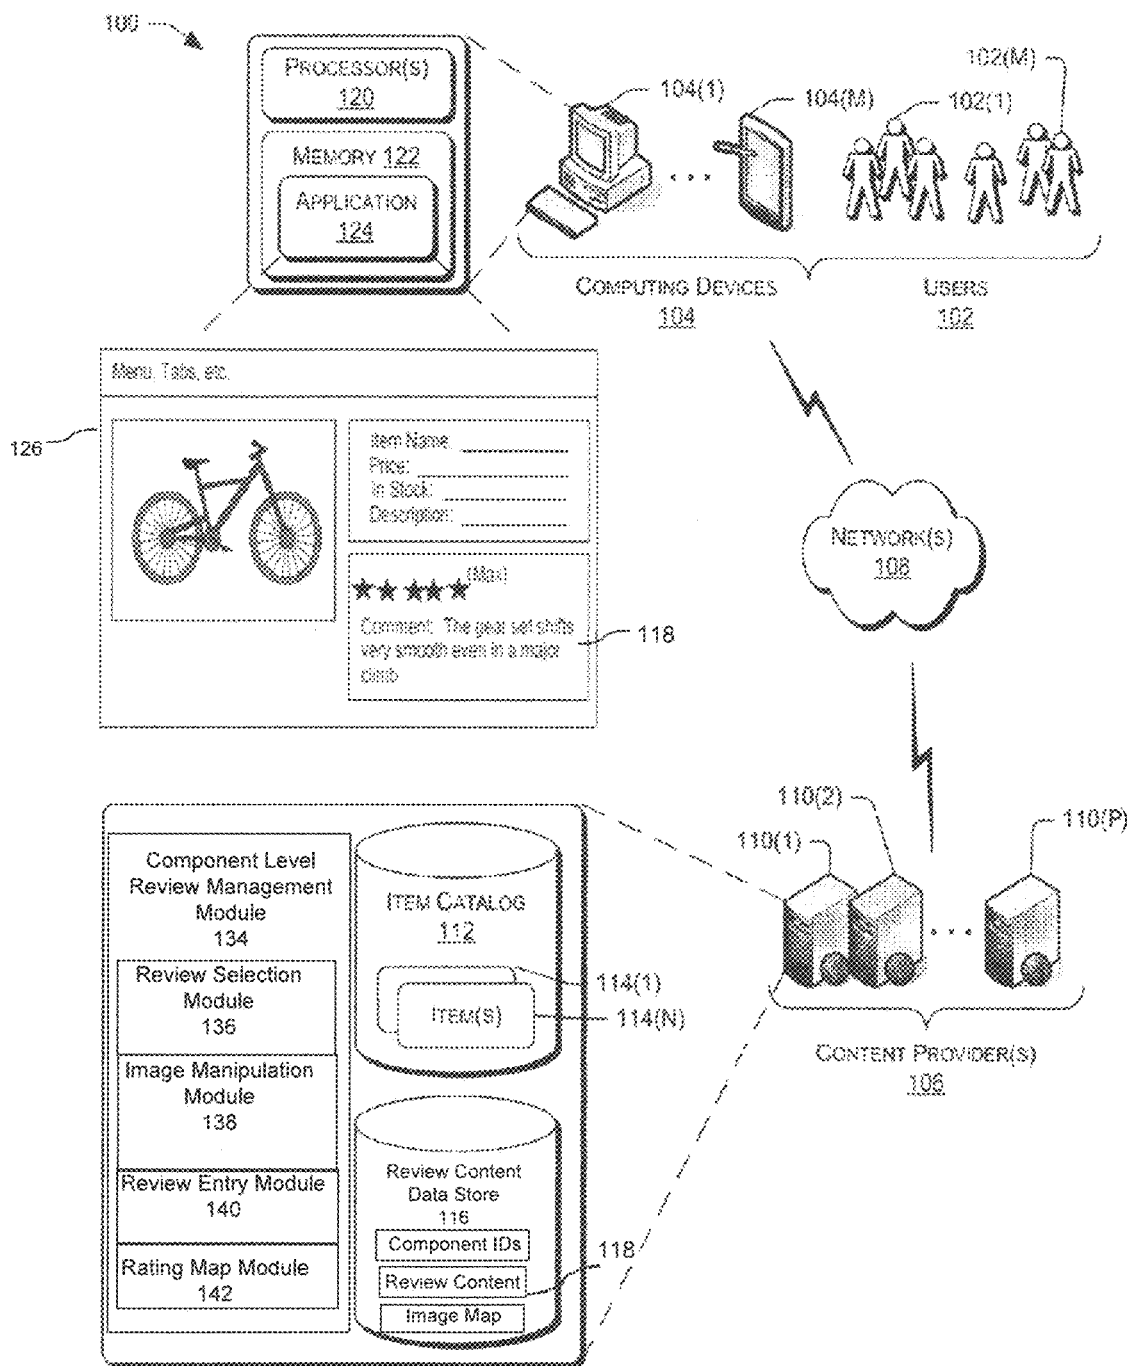 100
PROCESSOR(S)
120
MEMORY 122
APPLICATION
124
104(1)
104(M)
102(1)
102(M)
COMPUTING DEVICES
104
USERS
102
Menu, Tabs, etc.
126
Item Name:
Price:
In Stock:
Description:
(Max)
Comment: The gear set shifts
very smooth even in a major
climb
118
NETWORK(S)
108
110(1)
110(2)
110(P)
CONTENT PROVIDER(S)
106
Component Level
Review Management
Module
134
Review Selection
Module
136
Image Manipulation
Module
138
Review Entry Module
140
Rating Map Module
142
ITEM CATALOG
112
ITEM(S)
114(1)
114(N)
Review Content
Data Store
116
Component IDs
Review Content
Image Map
118